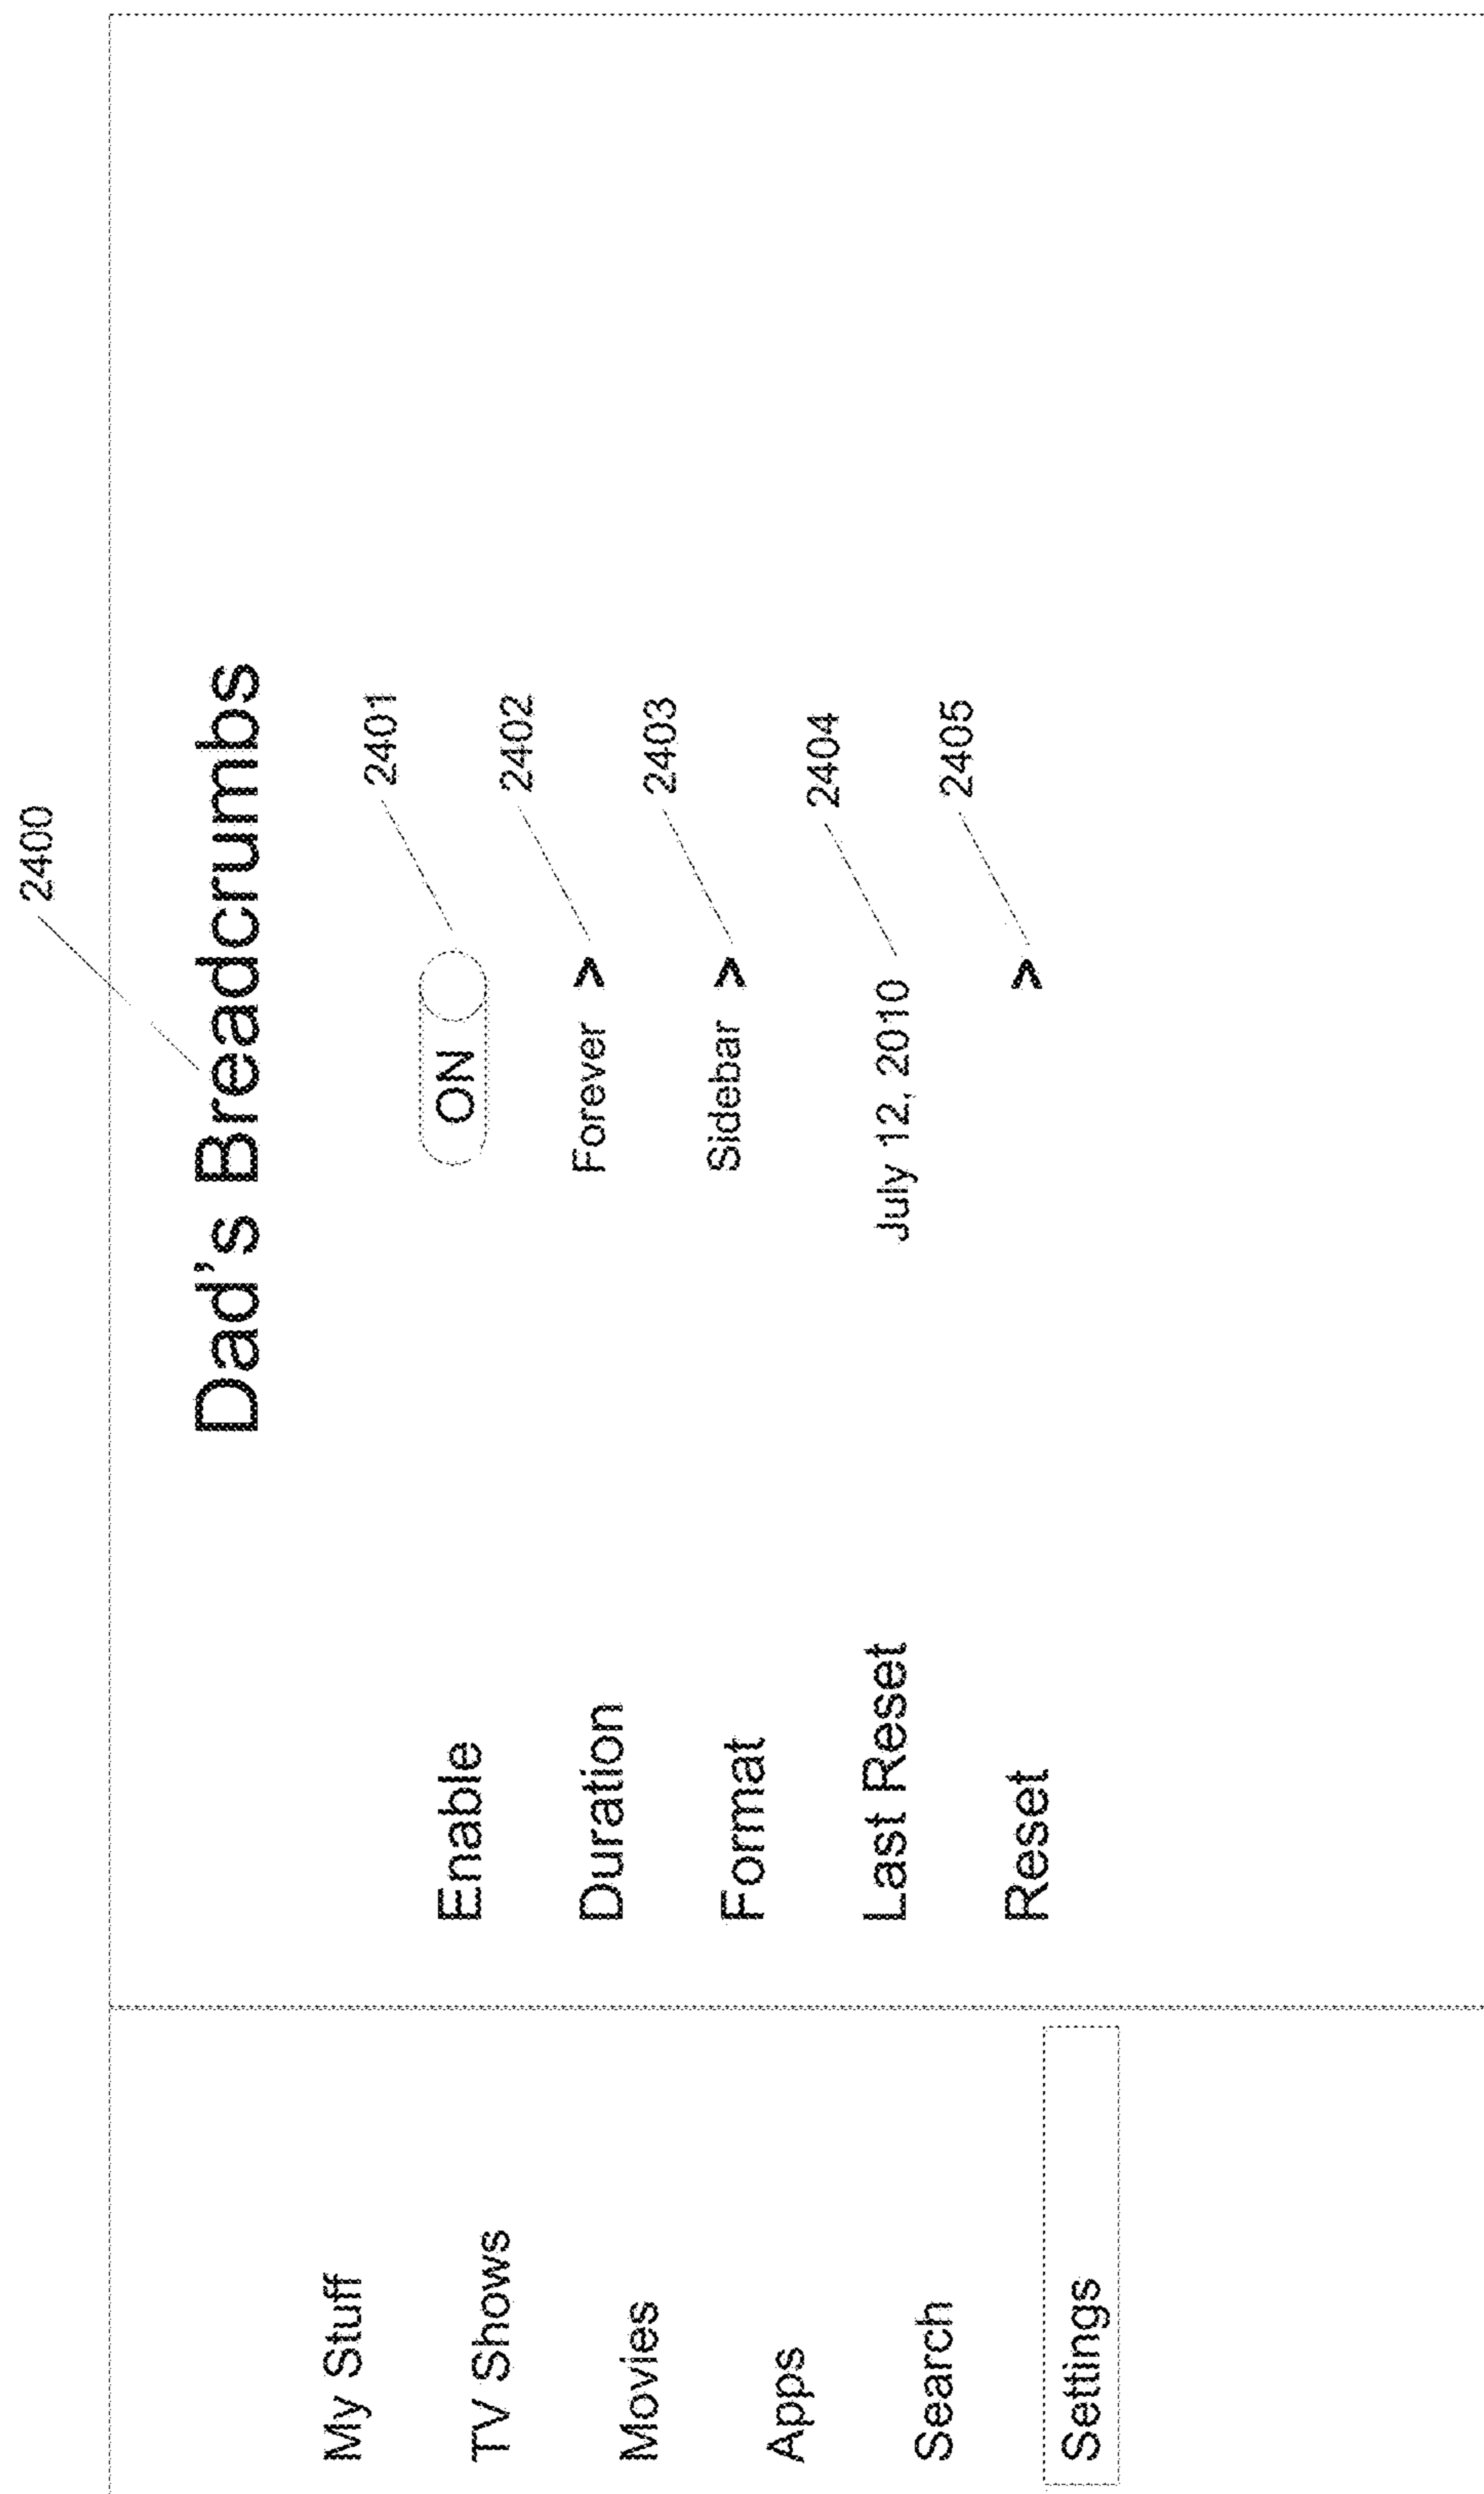 2400
Dad's Breadcrumbs
My Stuff
TV Shows
Movies
Apps
Search
Settings
Enable ON 2401
Duration Forever > 2402
Format Sidebar > 2403
Last Reset July 12, 2010 2404
Reset > 2405